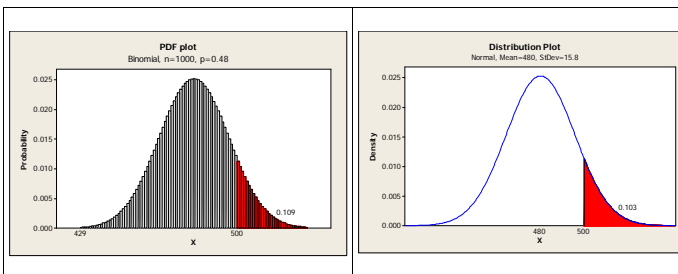 PDF plot
Binomial, n=1000, p=0.48
Probability
0.025
0.020
0.015
0.010
0.005
0.000
0.109
429
500
X
Distribution Plot
Normal, Mean=480, StDev=15.8
Density
0.025
0.020
0.015
0.010
0.005
0.000
0.103
480
500
X